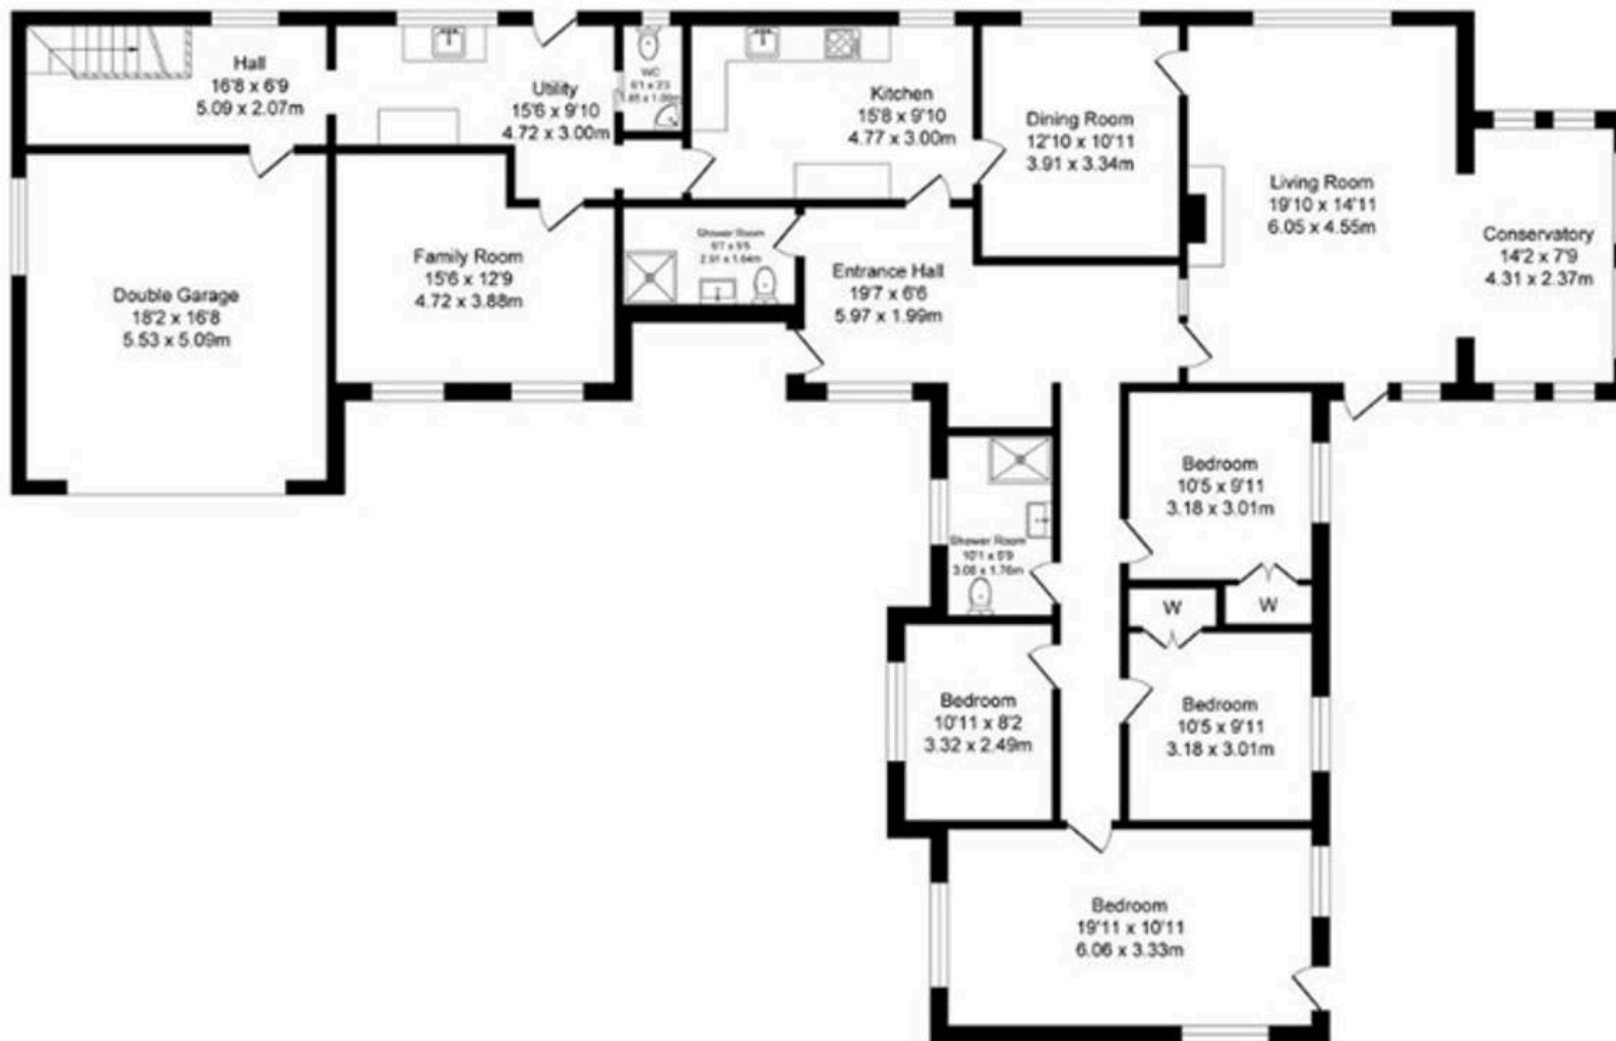 Hall
16'8 x 6'9
5.09 x 2.07m
Utility
15'6 x 9'10
4.72 x 3.00m
WC
Kitchen
15'8 x 9'10
4.77 x 3.00m
Dining Room
12'10 x 10'11
3.91 x 3.34m
Living Room
19'10 x 14'11
6.05 x 4.55m
Conservatory
14'2 x 7'9
4.31 x 2.37m
Double Garage
18'2 x 16'8
5.53 x 5.09m
Family Room
15'6 x 12'9
4.72 x 3.88m
Shower Room
2.91 x 1.64m
Entrance Hall
19'7 x 6'6
5.97 x 1.99m
Bedroom
10'5 x 9'11
3.18 x 3.01m
Shower Room
10'1 x 5'9
3.08 x 1.76m
W
W
Bedroom
10'11 x 8'2
3.32 x 2.49m
Bedroom
10'5 x 9'11
3.18 x 3.01m
Bedroom
19'11 x 10'11
6.06 x 3.33m